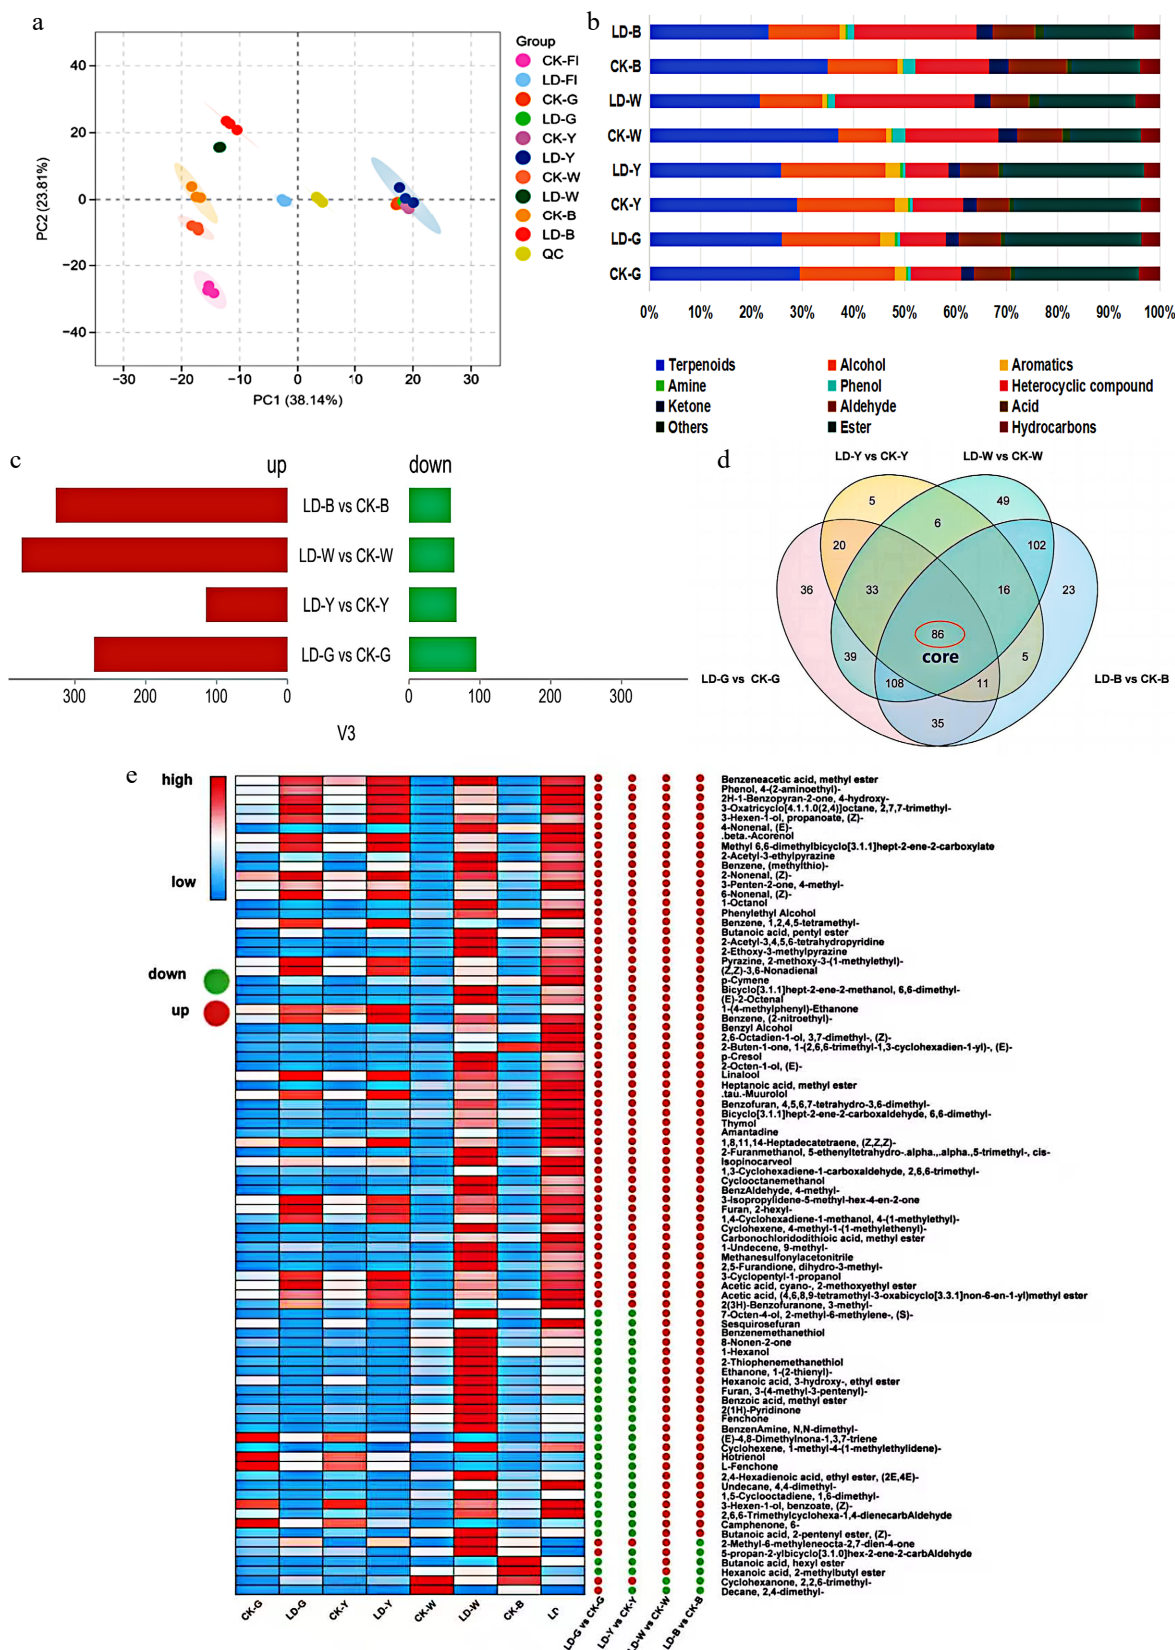 a
Group
CK-FI
LD-FI
CK-G
LD-G
CK-Y
LD-Y
CK-W
LD-W
CK-B
LD-B
QC
40
20
0
−20
−40
PC2 (23.81%)
−30 −20 −10 0 10 20 30
PC1 (38.14%)
b
LD-B
CK-B
LD-W
CK-W
LD-Y
CK-Y
LD-G
CK-G
0% 10% 20% 30% 40% 50% 60% 70% 80% 90% 100%
Terpenoids Alcohol Aromatics
Amine Phenol Heterocyclic compound
Ketone Aldehyde Acid
Others Ester Hydrocarbons
c
up down
LD-B vs CK-B
LD-W vs CK-W
LD-Y vs CK-Y
LD-G vs CK-G
300 200 100 0 0 100 200 300
V3
d
LD-Y vs CK-Y LD-W vs CK-W
5 49
6
20 102
36 33 16 23
86
core
39 5
108 11
35
LD-G vs CK-G LD-B vs CK-B
e
high
low
down
up
Benzeneacetic acid, methyl ester
Phenol, 4-(2-aminoethyl)-
2H-1-Benzopyran-2-one, 4-hydroxy-
3-Oxatricyclo[4.1.1.0(2,4)]octane, 2,7,7-trimethyl-
3-Hexen-1-ol, propanoate, (Z)-
4-Nonenal, (E)-
.beta.-Acorenol
Methyl 6,6-dimethylbicyclo[3.1.1]hept-2-ene-2-carboxylate
2-Acetyl-3-ethylpyrazine
Benzene, (methylthio)-
2-Nonenal, (Z)-
3-Penten-2-one, 4-methyl-
6-Nonenal, (Z)-
1-Octanol
Phenylethyl Alcohol
Benzene, 1,2,4,5-tetramethyl-
Butanoic acid, pentyl ester
2-Acetyl-3,4,5,6-tetrahydropyridine
2-Ethoxy-3-methylpyrazine
Pyrazine, 2-methoxy-3-(1-methylethyl)-
(Z,Z)-3,6-Nonadienal
p-Cymene
Bicyclo[3.1.1]hept-2-ene-2-methanol, 6,6-dimethyl-
(E)-2-Octenal
1-(4-methylphenyl)-Ethanone
Benzene, (2-nitroethyl)-
Benzyl Alcohol
2,6-Octadien-1-ol, 3,7-dimethyl-, (Z)-
2-Buten-1-one, 1-(2,6,6-trimethyl-1,3-cyclohexadien-1-yl)-, (E)-
p-Cresol
2-Octen-1-ol, (E)-
Linalool
Heptanoic acid, methyl ester
.tau.-Muurolol
Benzofuran, 4,5,6,7-tetrahydro-3,6-dimethyl-
Bicyclo[3.1.1]hept-2-ene-2-carboxaldehyde, 6,6-dimethyl-
Thymol
Amantadine
1,8,11,14-Heptadecatetraene, (Z,Z,Z)-
2-Furanmethanol, 5-ethenyltetrahydro-.alpha.,.alpha.,5-trimethyl-, cis-
Isopinocarveol
1,3-Cyclohexadiene-1-carboxaldehyde, 2,6,6-trimethyl-
Cyclooctanemethanol
BenzAldehyde, 4-methyl-
3-Isopropylidene-5-methyl-hex-4-en-2-one
Furan, 2-hexyl-
1,4-Cyclohexadiene-1-methanol, 4-(1-methylethyl)-
Cyclohexene, 4-methyl-1-(1-methylethenyl)-
Carbonochloridodithioic acid, methyl ester
1-Undecene, 9-methyl-
Methanesulfonylacetonitrile
2,5-Furandione, dihydro-3-methyl-
3-Cyclopentyl-1-propanol
Acetic acid, cyano-, 2-methoxyethyl ester
Acetic acid, (4,6,8,9-tetramethyl-3-oxabicyclo[3.3.1]non-6-en-1-yl)methyl ester
2(3H)-Benzofuranone, 3-methyl-
7-Octen-4-ol, 2-methyl-6-methylene-, (S)-
Sesquirosefuran
Benzenemethanethiol
8-Nonen-2-one
1-Hexanol
2-Thiophenemethanethiol
Ethanone, 1-(2-thienyl)-
Hexanoic acid, 3-hydroxy-, ethyl ester
Furan, 3-(4-methyl-3-pentenyl)-
Benzoic acid, methyl ester
2(1H)-Pyridinone
Fenchone
BenzenAmine, N,N-dimethyl-
(E)-4,8-Dimethylnona-1,3,7-triene
Cyclohexene, 1-methyl-4-(1-methylethylidene)-
Hotrienol
L-Fenchone
2,4-Hexadienoic acid, ethyl ester, (2E,4E)-
Undecane, 4,4-dimethyl-
1,5-Cyclooctadiene, 1,6-dimethyl-
3-Hexen-1-ol, benzoate, (Z)-
2,6,6-Trimethylcyclohexa-1,4-dienecarbAldehyde
Camphenone, 6-
Butanoic acid, 2-pentenyl ester, (Z)-
2-Methyl-6-methyleneocta-2,7-dien-4-one
5-propan-2-ylbicyclo[3.1.0]hex-2-ene-2-carbAldehyde
Butanoic acid, hexyl ester
Hexanoic acid, 2-methylbutyl ester
Cyclohexanone, 2,2,6-trimethyl-
Decane, 2,4-dimethyl-
CK-G LD-G CK-Y LD-Y CK-W LD-W CK-B LD
LD-G vs CK-G LD-Y vs CK-Y LD-W vs CK-W LD-B vs CK-B